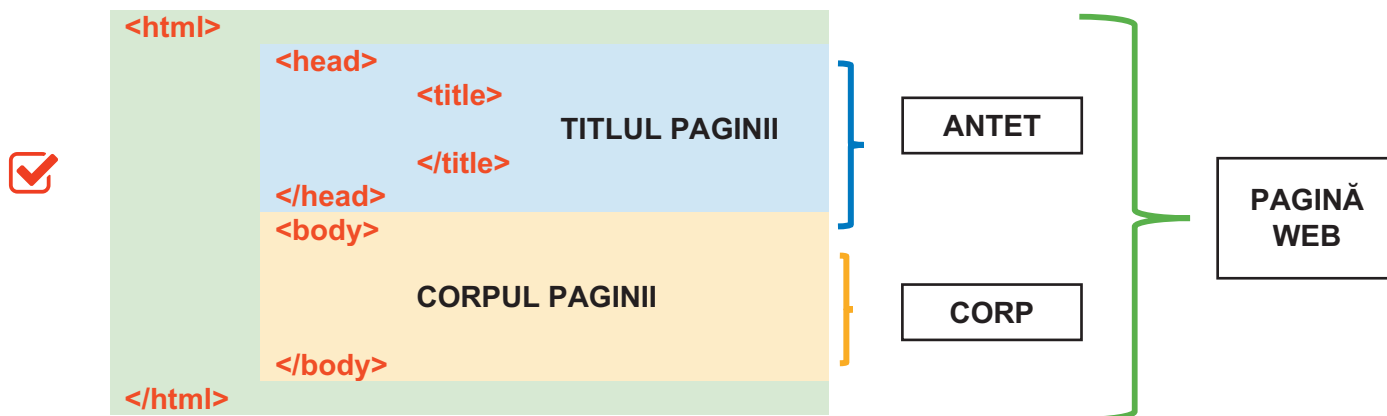 <html>
<head>
<title>
TITLUL PAGINII
</title>
</head>
<body>
CORPUL PAGINII
</body>
</html>
ANTET
CORP
PAGINĂ
WEB